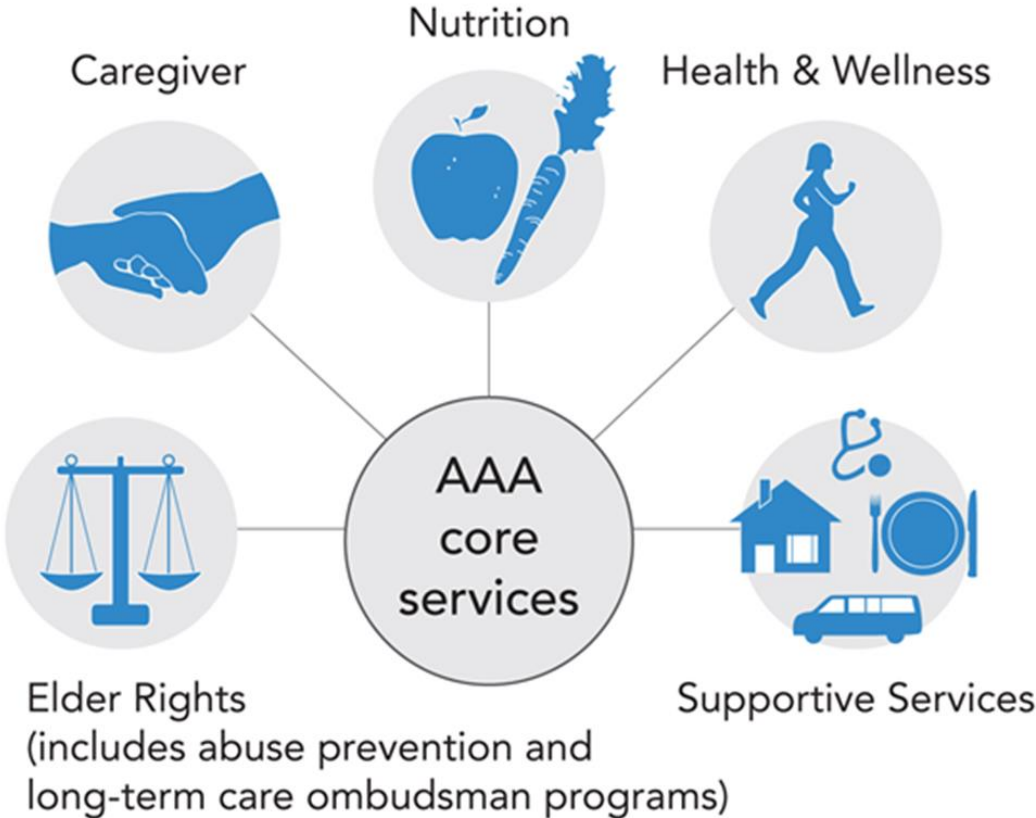 Nutrition
Caregiver
Health & Wellness
AAA
core
services
Elder Rights
(includes abuse prevention and
long-term care ombudsman programs)
Supportive Services